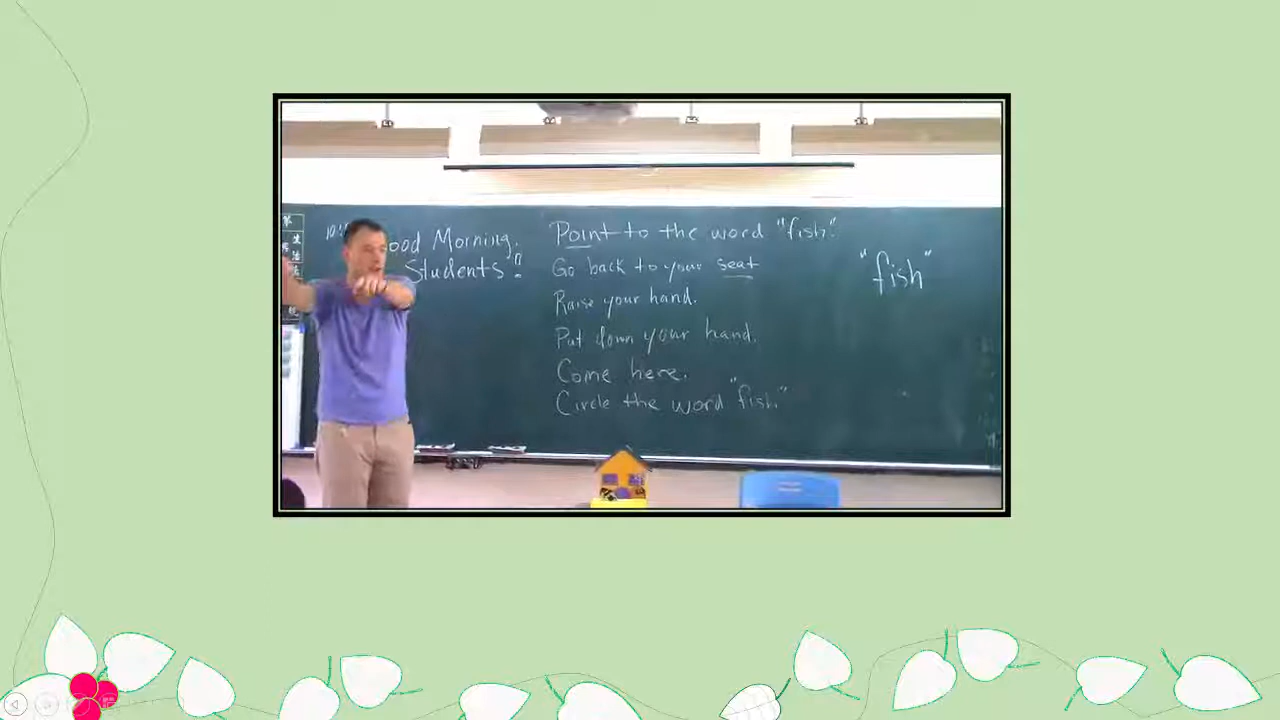 Good Morning,
Students!!
Point to the word "fish".
Go back to your seat
Raise your hand.
Put down your hand.
Come here.
Circle the word "fish"
"fish"